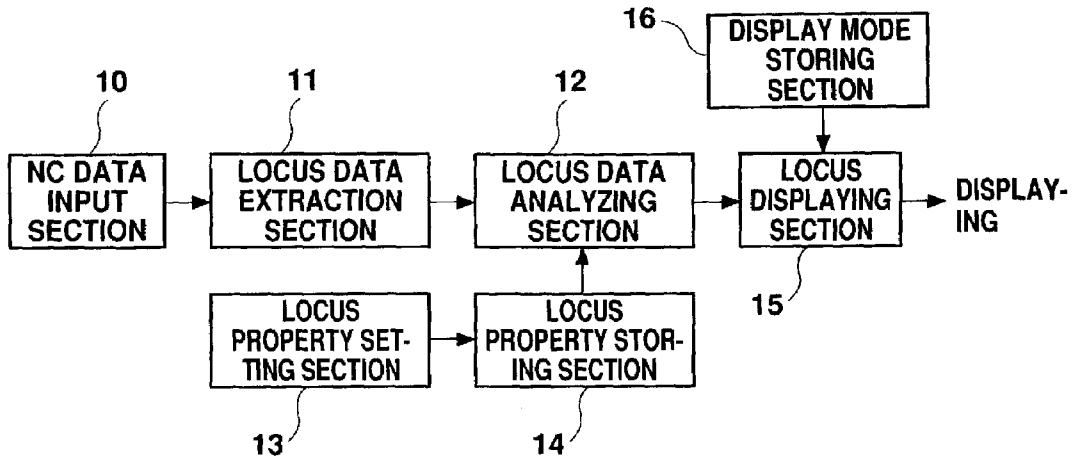 16
DISPLAY MODE
STORING
SECTION
10
11
12
NC DATA
INPUT
SECTION
LOCUS DATA
EXTRACTION
SECTION
LOCUS DATA
ANALYZING
SECTION
LOCUS
DISPLAYING
SECTION
DISPLAY-
ING
15
LOCUS
PROPERTY SET-
TING SECTION
LOCUS
PROPERTY STOR-
ING SECTION
13
14